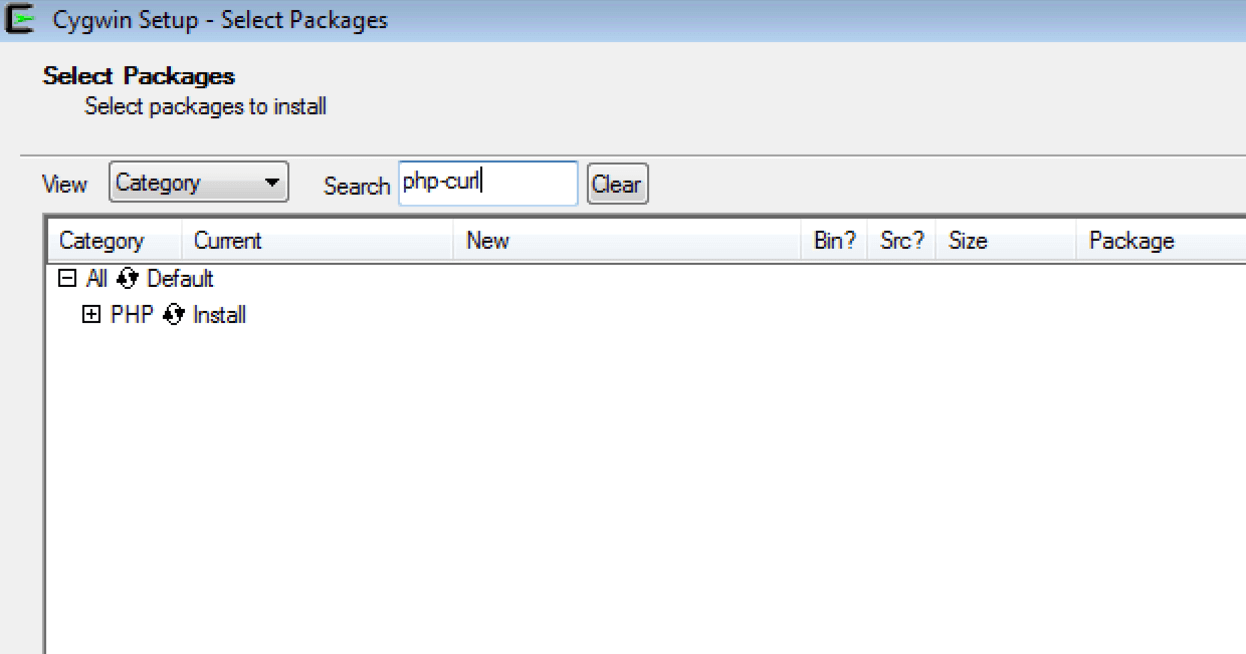 Cygwin Setup - Select Packages
Select Packages
Select packages to install
View Category Search php-curl Clear
Category Current New Bin? Src? Size Package
All Default
PHP Install